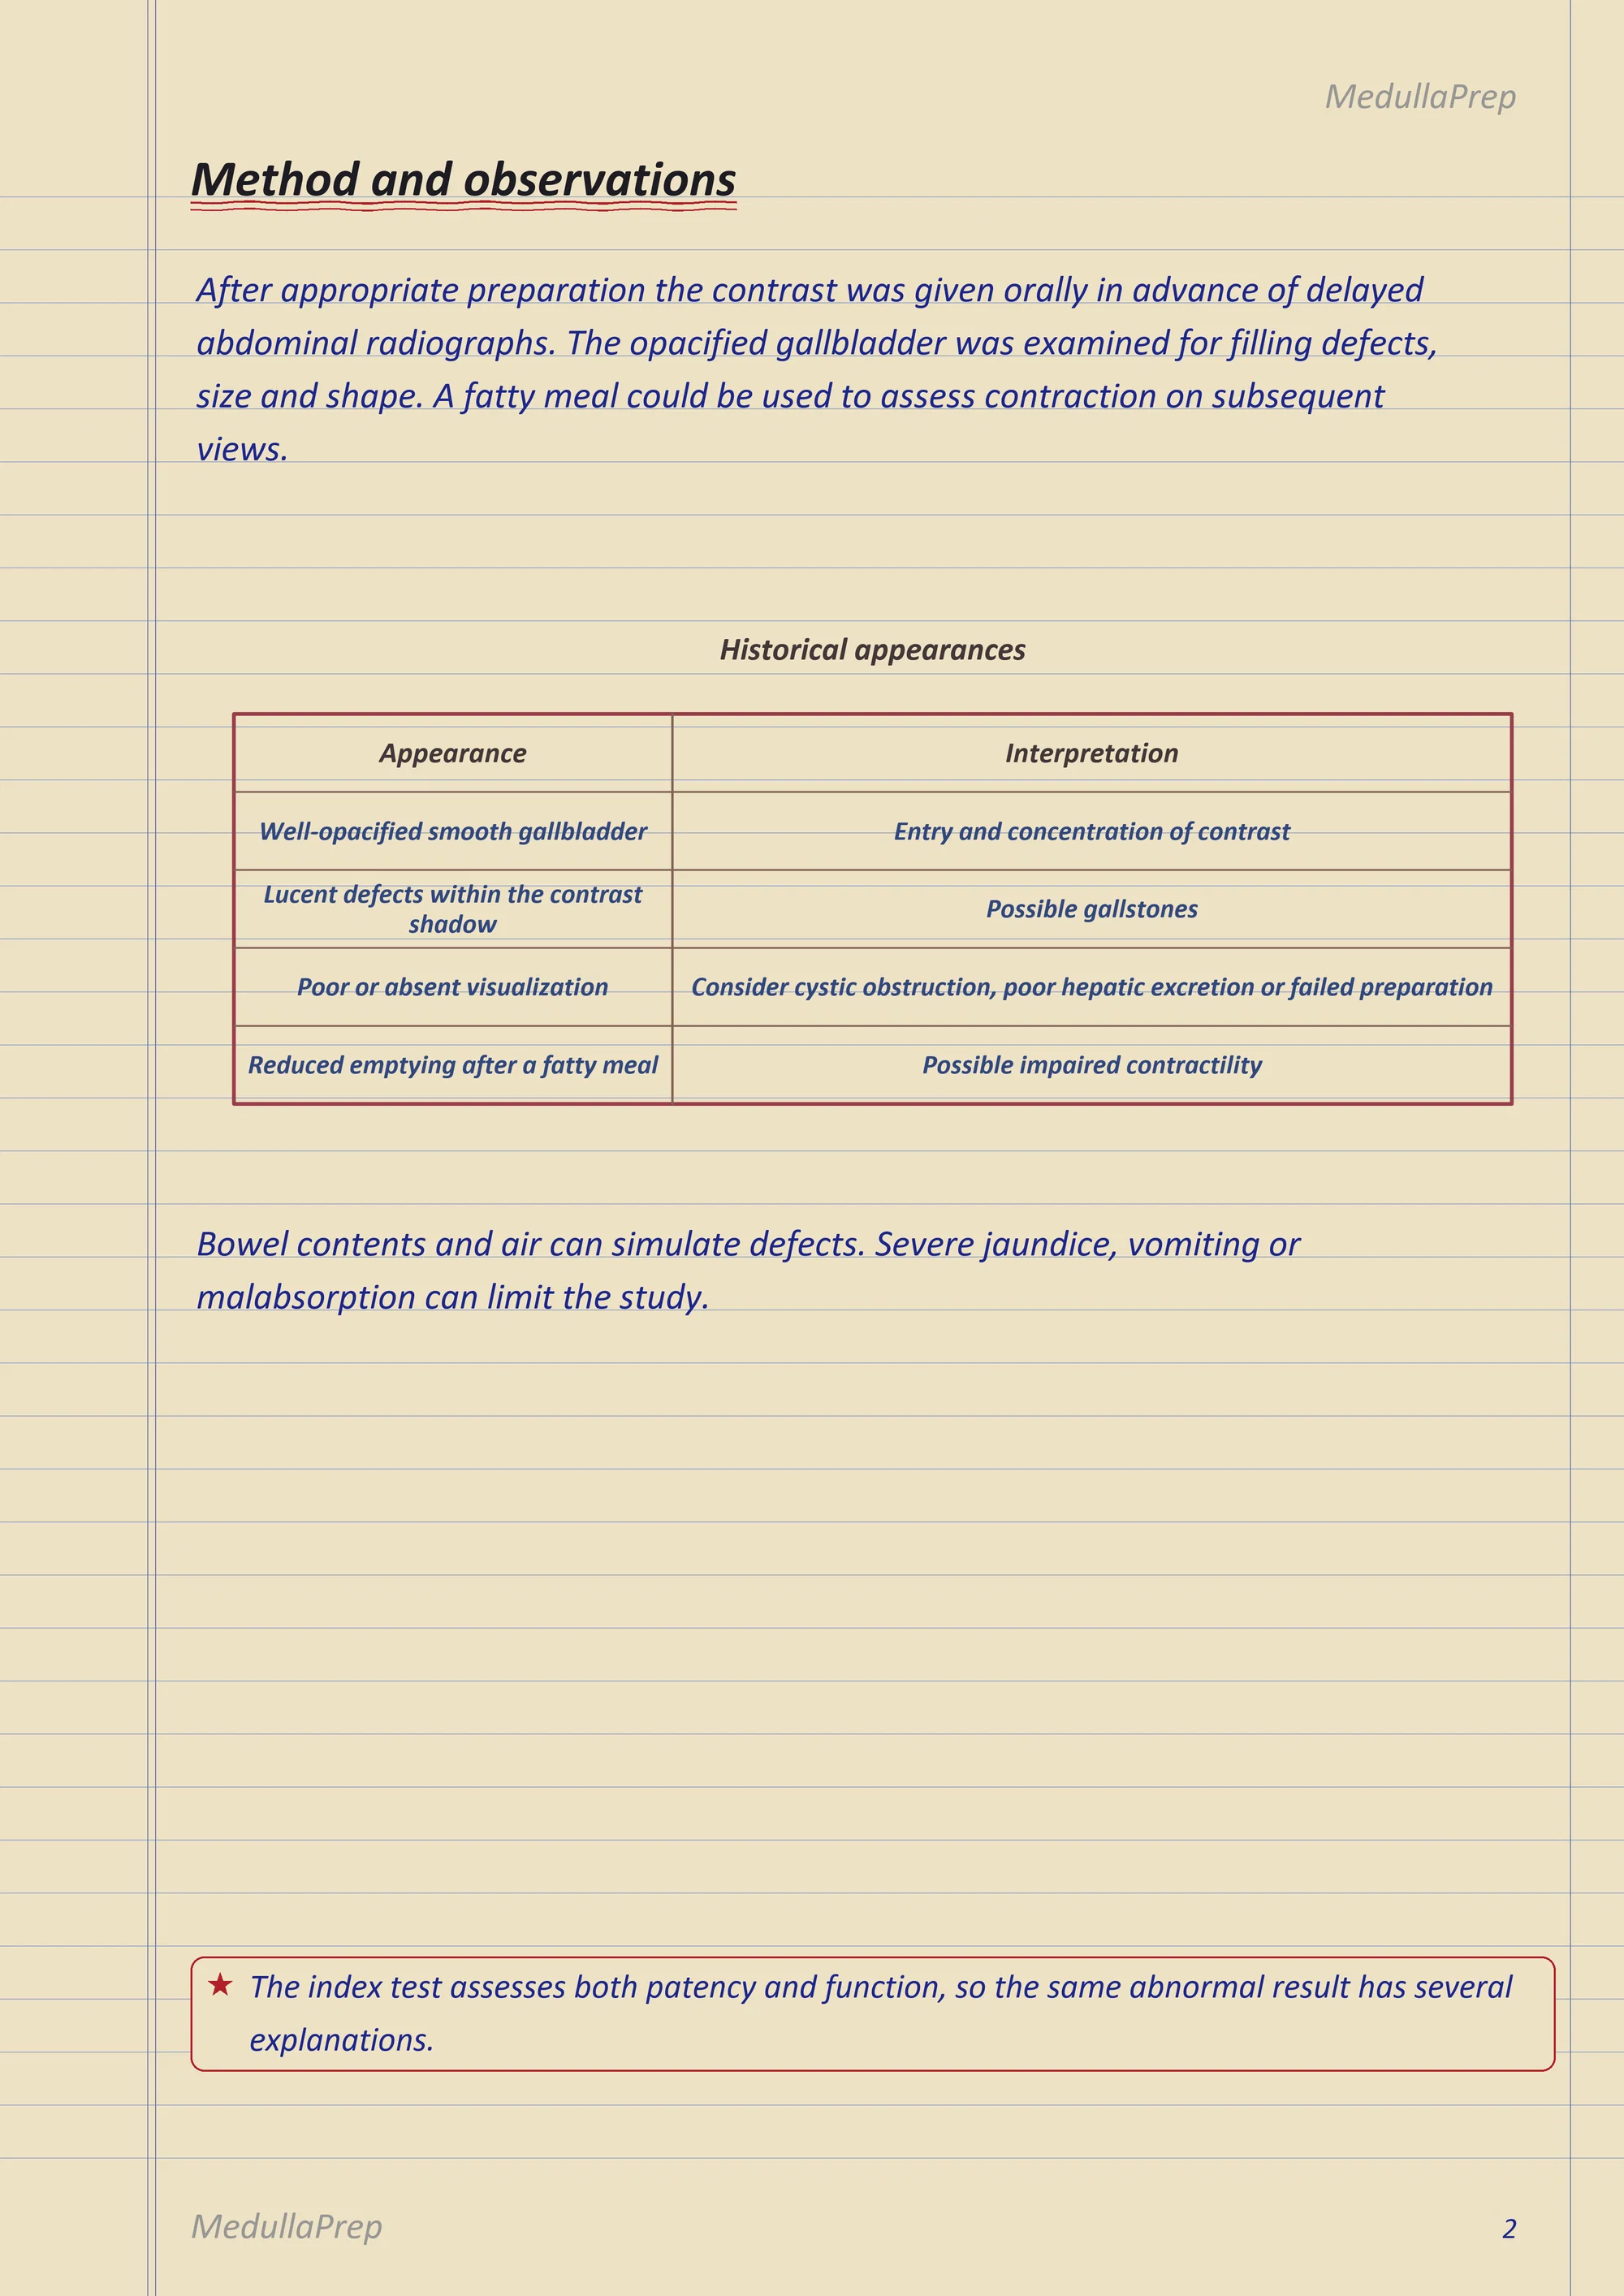 MedullaPrep
Method and observations
After appropriate preparation the contrast was given orally in advance of delayed
abdominal radiographs. The opacified gallbladder was examined for filling defects,
size and shape. A fatty meal could be used to assess contraction on subsequent
views.
Historical appearances
Appearance Interpretation
Well-opacified smooth gallbladder Entry and concentration of contrast
Lucent defects within the contrast
shadow
Possible gallstones
Poor or absent visualization Consider cystic obstruction, poor hepatic excretion or failed preparation
Reduced emptying after a fatty meal Possible impaired contractility
Bowel contents and air can simulate defects. Severe jaundice, vomiting or
malabsorption can limit the study.
★ The index test assesses both patency and function, so the same abnormal result has several
explanations.
MedullaPrep 2